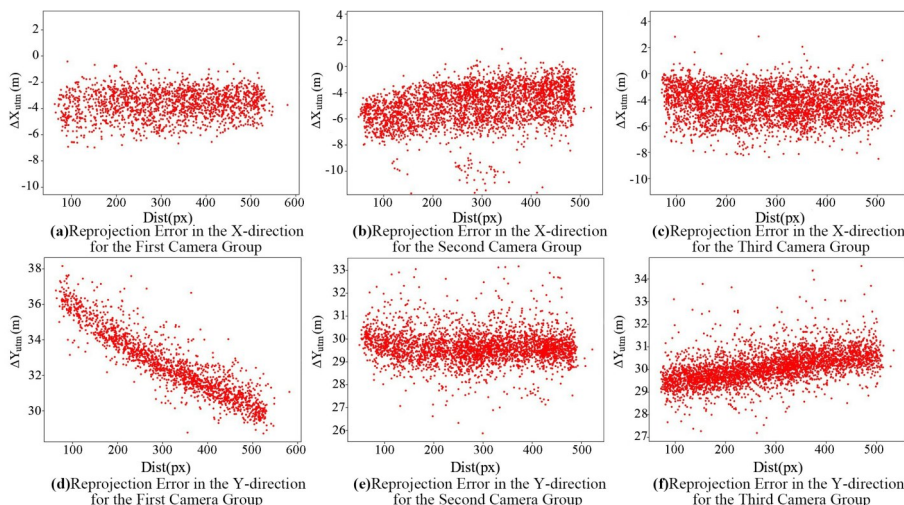 2
0
-2
-4
-6
-8
-10
ΔX_utm (m)
100 200 300 400 500 600
Dist(px)
(a)Reprojection Error in the X-direction
for the First Camera Group
4
2
0
-2
-4
-6
-8
-10
ΔX_utm (m)
100 200 300 400 500 600
Dist(px)
(b)Reprojection Error in the X-direction
for the Second Camera Group
4
2
0
-2
-4
-6
-8
-10
ΔX_utm (m)
100 200 300 400 500
Dist(px)
(c)Reprojection Error in the X-direction
for the Third Camera Group
38
36
34
32
30
ΔY_utm (m)
100 200 300 400 500 600
Dist(px)
(d)Reprojection Error in the Y-direction
for the First Camera Group
33
32
31
30
29
28
27
26
ΔY_utm (m)
100 200 300 400 500
Dist(px)
(e)Reprojection Error in the Y-direction
for the Second Camera Group
34
33
32
31
30
29
28
27
ΔY_utm (m)
100 200 300 400 500
Dist(px)
(f)Reprojection Error in the Y-direction
for the Third Camera Group